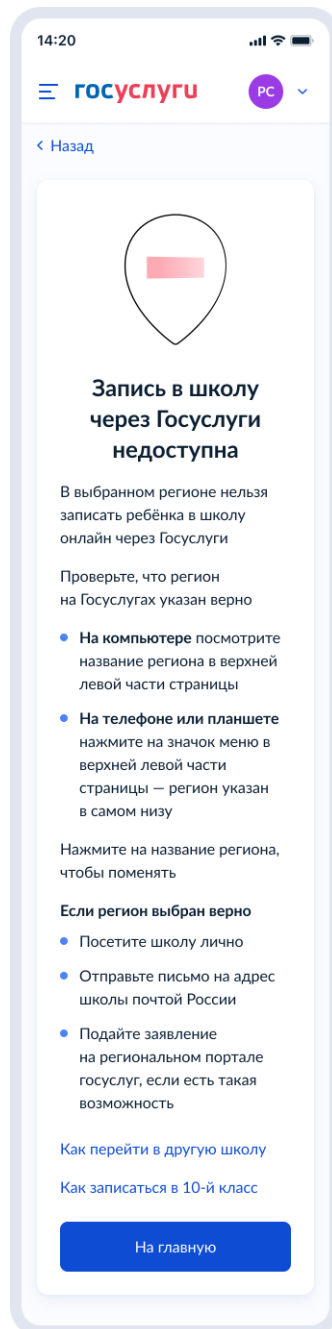 14:20
госуслуги
РС
Назад
Запись в школу
через Госуслуги
недоступна
В выбранном регионе нельзя
записать ребёнка в школу
онлайн через Госуслуги
Проверьте, что регион
на Госуслугах указан верно
На компьютере посмотрите
название региона в верхней
левой части страницы
На телефоне или планшете
нажмите на значок меню в
верхней левой части
страницы — регион указан
в самом низу
Нажмите на название региона,
чтобы поменять
Если регион выбран верно
Посетите школу лично
Отправьте письмо на адрес
школы почтой России
Подайте заявление
на региональном портале
госуслуг, если есть такая
возможность
Как перейти в другую школу
Как записаться в 10-й класс
На главную